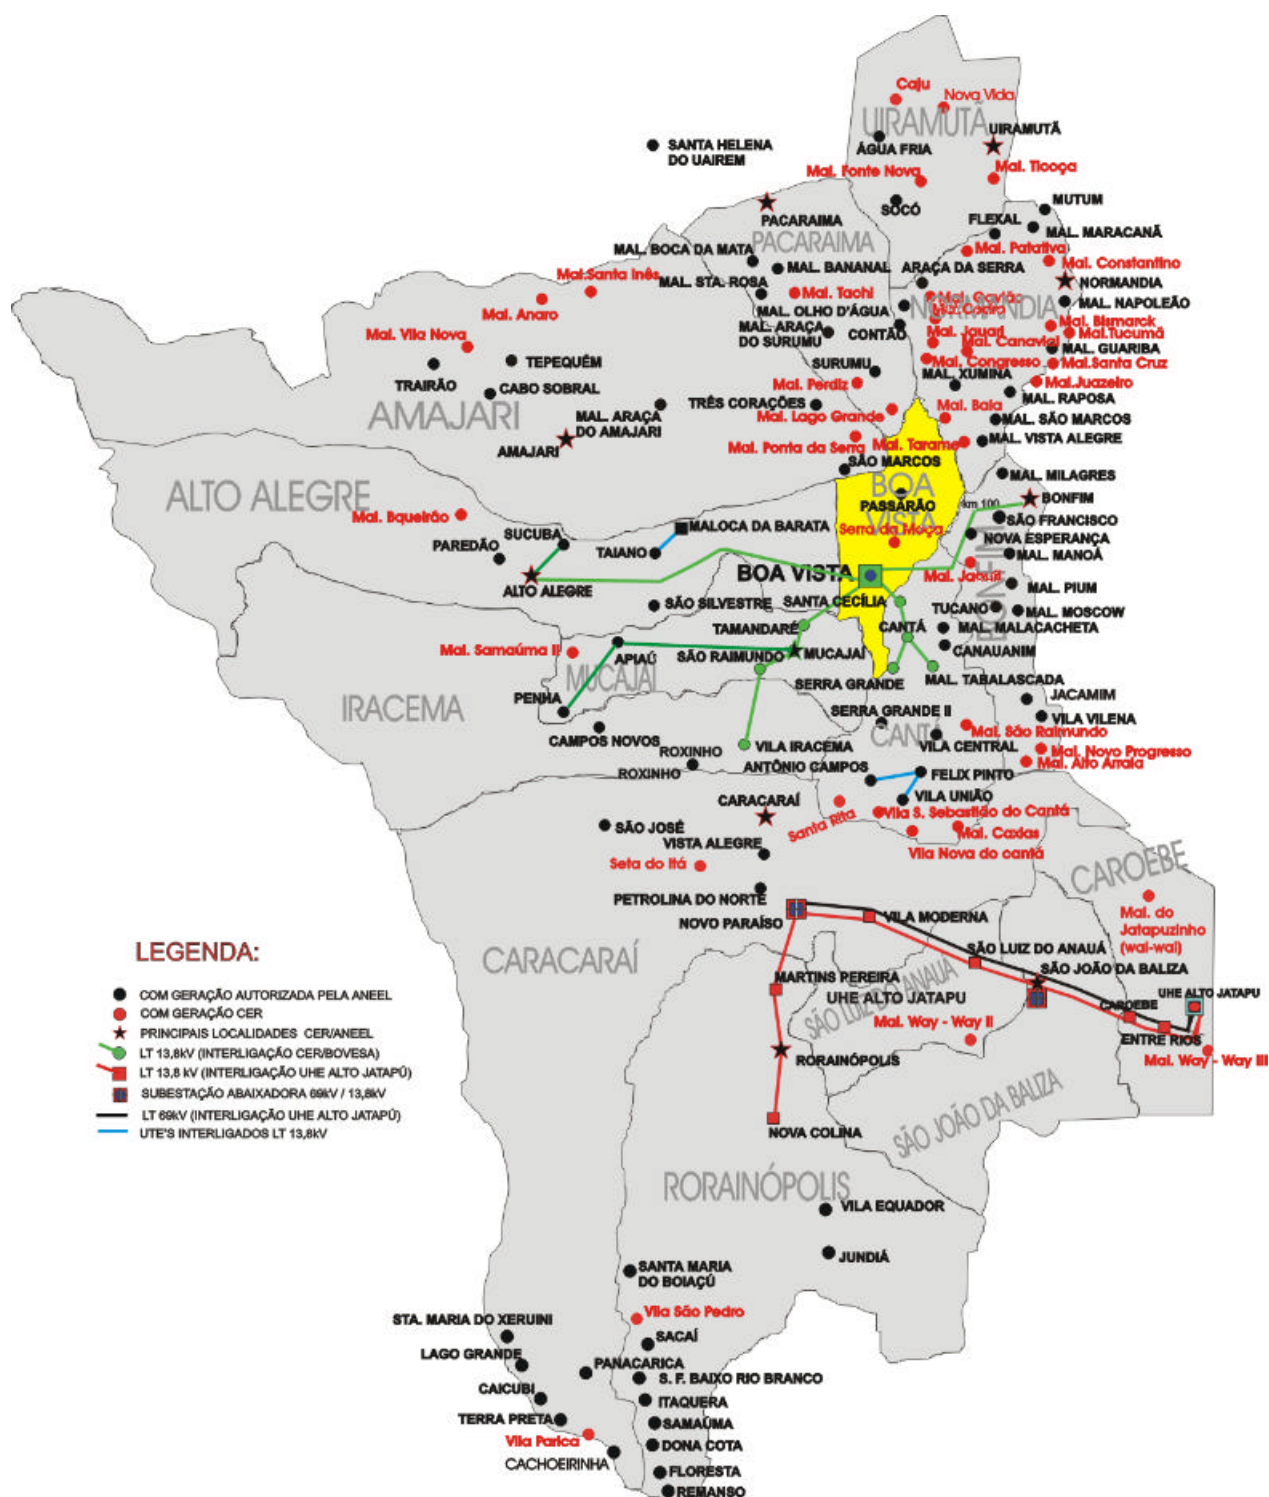 Caju
Nova Vida
UIRAMUTÃ
UIRAMUTÃ
ÁGUA FRIA
SANTA HELENA
DO UAIREM
Mal. Fonte Nova
Mal. Ticoça
SOCÓ
MUTUM
PACARAIMA
FLEXAL
MAL. MARACANÃ
PACARAIMA
MAL. BOCA DA MATA
Mal. Patativa
MAL. BANANAL
ARAÇA DA SERRA
Mal. Constantino
Mal.Santa Inês
MAL. STA. ROSA
NORMANDIA
Mal. Anaro
Mal. Tachi
NORMANDIA
MAL. NAPOLEÃO
MAL. OLHO D'ÁGUA
Mal. Vila Nova
MAL. ARAÇA
DO SURUMU
CONTÃO
Mal. Jauari
Mal. Bismarck
Mal.Tucumã
Mal. Canavial
MAL. GUARIBA
TEPEQUÉM
SURUMU
Mal. Congresso
Mal.Santa Cruz
TRAIRÃO
CABO SOBRAL
Mal. Perdiz
MAL. XUMINA
Mal.Juazeiro
MAL. RAPOSA
AMAJARI
MAL. ARAÇA
DO AMAJARI
TRÊS CORAÇÕES
Mal. Lago Grande
Mal. Bala
MAL. SÃO MARCOS
AMAJARI
Mal. Ponta da Serra
Mal. Tarame
MAL. VISTA ALEGRE
SÃO MARCOS
MAL. MILAGRES
ALTO ALEGRE
BOA
VISTA
PASSARÃO
km 100
BONFIM
Mal. Bqueirão
SÃO FRANCISCO
SUCUBA
MALOCA DA BARATA
Serra da Moça
NOVA ESPERANÇA
PAREDÃO
TAIANO
MAL. MANOÁ
BOA VISTA
BONFIM
ALTO ALEGRE
MAL. PIUM
SÃO SILVESTRE
SANTA CECÍLIA
TUCANO
MAL. MOSCOW
TAMANDARÉ
CANTÁ
MAL. MALACACHETA
Mal. Samaúma II
APIAÚ
SÃO RAIMUNDO
MUCAJAÍ
CANAUANIM
MUCAJAÍ
SERRA GRANDE
MAL. TABALASCADA
IRACEMA
PENHA
JACAMIM
SERRA GRANDE II
VILA VILENA
CAMPOS NOVOS
CANTÁ
Mal. São Raimundo
ROXINHO
VILA IRACEMA
VILA CENTRAL
Mal. Novo Progresso
ROXINHO
ANTÔNIO CAMPOS
FELIX PINTO
Mal. Alto Arraia
CARACARAÍ
VILA UNIÃO
SÃO JOSÉ
Santa Rita
Vila S. Sebastião do Cantá
Mal. Caxias
VISTA ALEGRE
Vila Nova do cantá
Seta do Itá
CAROEBE
PETROLINA DO NORTE
NOVO PARAÍSO
VILA MODERNA
Mal. do
Jatapuzinho
(wai-wai)
LEGENDA:
CARACARAÍ
SÃO LUIZ DO ANAUÁ
SÃO JOÃO DA BALIZA
MARTINS PEREIRA
UHE ALTO JATAPU
SÃO LUIZ DO ANAUÁ
UHE ALTO JATAPU
CAROEBE
COM GERAÇÃO AUTORIZADA PELA ANEEL
COM GERAÇÃO CER
Mal. Way - Way II
PRINCIPAIS LOCALIDADES CER/ANEEL
ENTRE RIOS
LT 13,8kV (INTERLIGAÇÃO CER/BOVESA)
RORAINÓPOLIS
Mal. Way - Way III
LT 13,8 kV (INTERLIGAÇÃO UHE ALTO JATAPÚ)
SUBESTAÇÃO ABAIXADORA 69kV / 13,8kV
SÃO JOÃO DA BALIZA
LT 69kV (INTERLIGAÇÃO UHE ALTO JATAPÚ)
UTE'S INTERLIGADOS LT 13,8kV
NOVA COLINA
RORAINÓPOLIS
VILA EQUADOR
JUNDIÁ
SANTA MARIA
DO BOIAÇÚ
Vila São Pedro
STA. MARIA DO XERUINI
SACAÍ
LAGO GRANDE
PANACARICA
S. F. BAIXO RIO BRANCO
CAICUBI
ITAQUERA
TERRA PRETA
SAMAÚMA
Vila Parica
DONA COTA
CACHOEIRINHA
FLORESTA
REMANSO